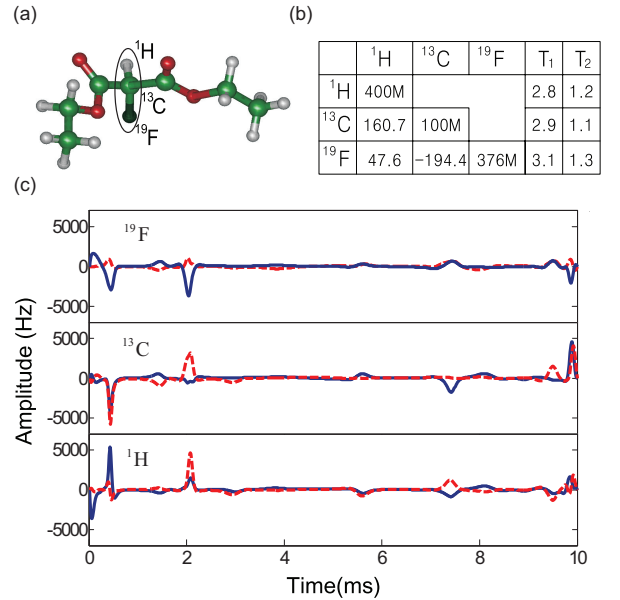 (a)
¹H
¹³C
¹⁹F
(b)
¹H ¹³C ¹⁹F T₁ T₂
¹H 400M 2.8 1.2
¹³C 160.7 100M 2.9 1.1
¹⁹F 47.6 −194.4 376M 3.1 1.3
(c)
Amplitude (Hz)
5000
0
-5000
¹⁹F
5000
0
-5000
¹³C
5000
0
-5000
¹H
0 2 4 6 8 10
Time(ms)